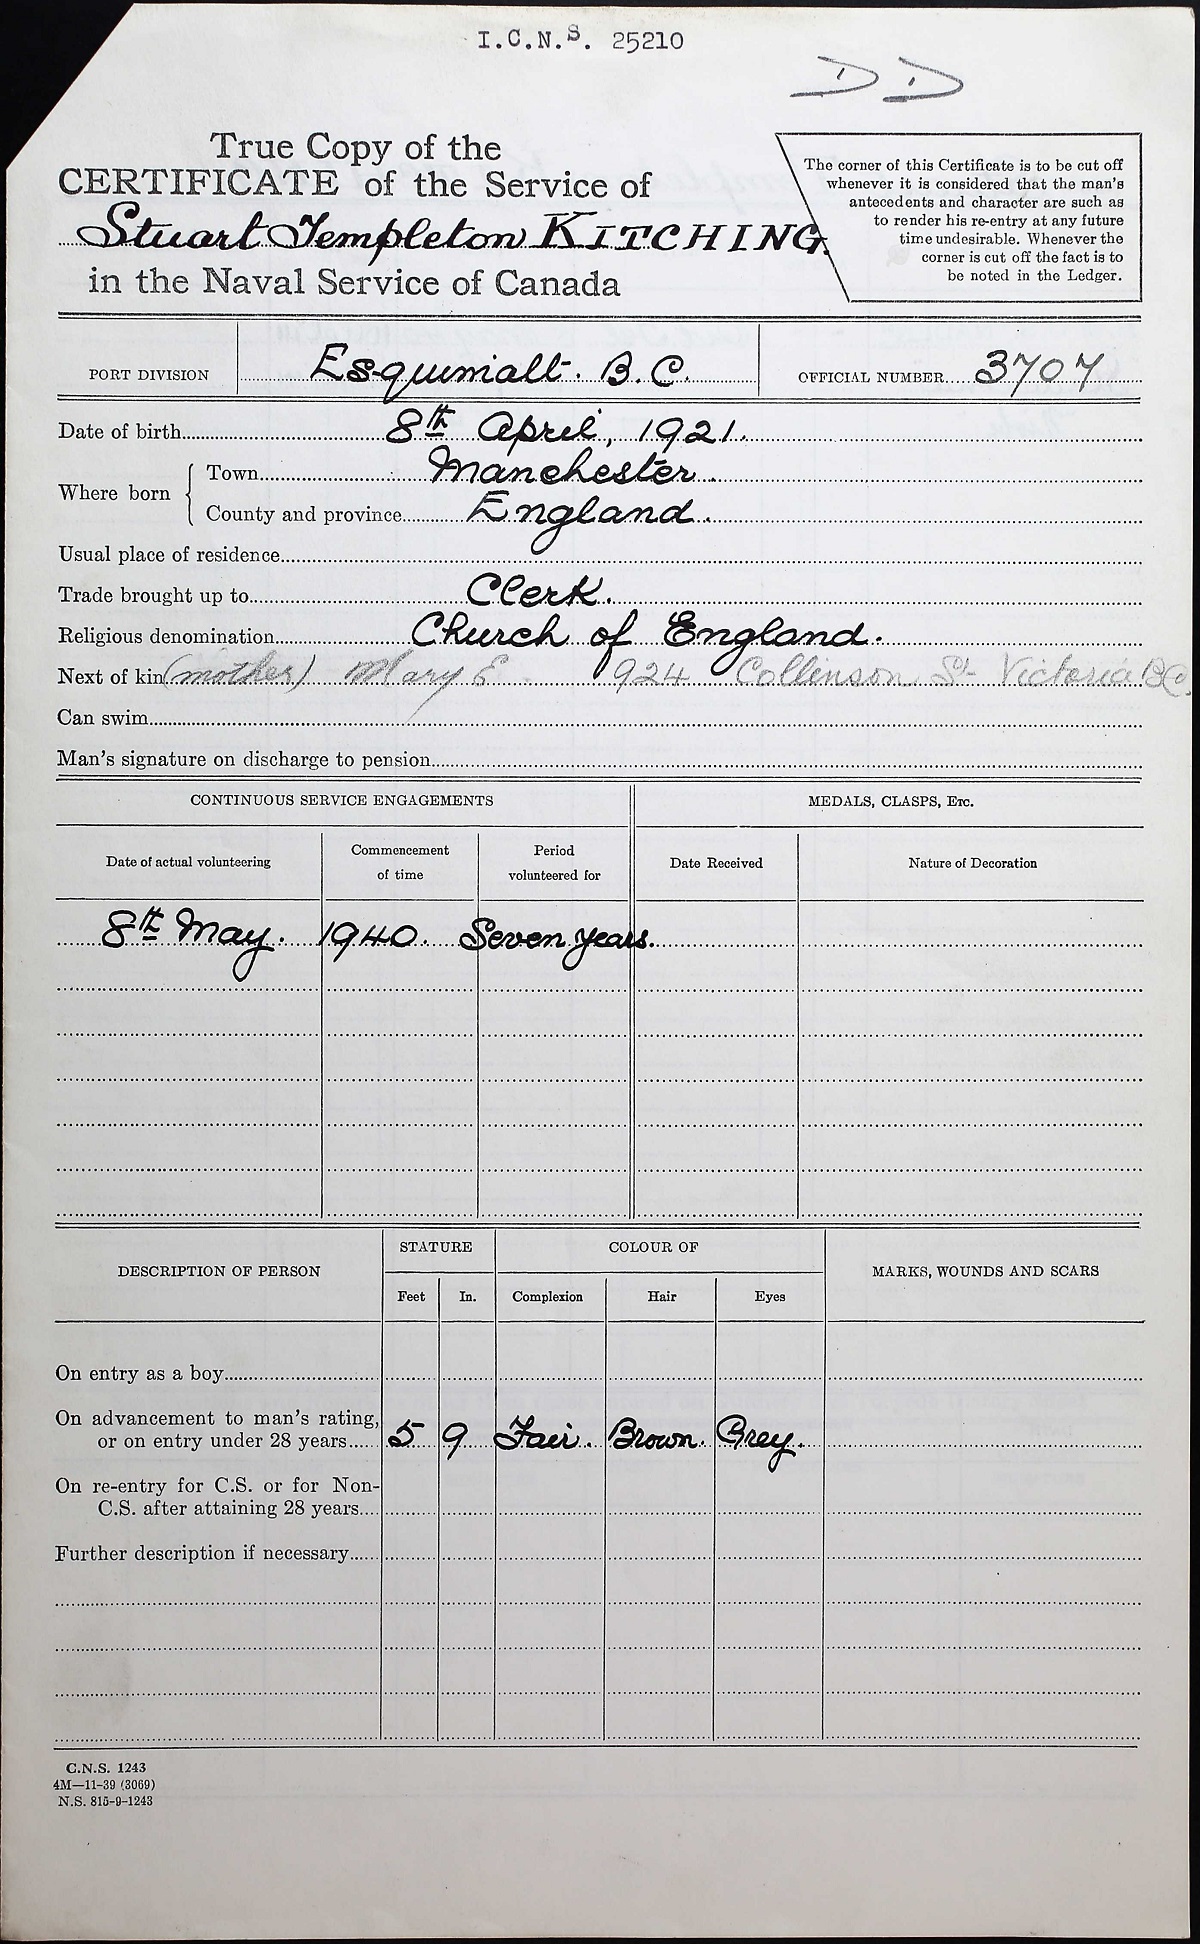 I.C.N.S. 25210
DD
True Copy of the
CERTIFICATE of the Service of
Stuart Templeton KITCHING.
in the Naval Service of Canada
The corner of this Certificate is to be cut off
whenever it is considered that the man's
antecedents and character are such as
to render his re-entry at any future
time undesirable. Whenever the
corner is cut off the fact is to
be noted in the Ledger.
PORT DIVISION Esquimalt. B.C. OFFICIAL NUMBER 3707
Date of birth 8th April, 1921.
Where born Town Manchester.
County and province England.
Usual place of residence
Trade brought up to Clerk.
Religious denomination Church of England.
Next of kin (mother) Mary E 924 Collinson St Victoria BC.
Can swim
Man's signature on discharge to pension
CONTINUOUS SERVICE ENGAGEMENTS MEDALS, CLASPS, Etc.
Date of actual volunteering Commencement of time Period volunteered for Date Received Nature of Decoration
8th May. 1940. Seven years.
DESCRIPTION OF PERSON STATURE COLOUR OF MARKS, WOUNDS AND SCARS
Feet In. Complexion Hair Eyes
On entry as a boy
On advancement to man's rating,
or on entry under 28 years 5 9 Fair. Brown. Grey.
On re-entry for C.S. or for Non-
C.S. after attaining 28 years
Further description if necessary
C.N.S. 1243
4M—11-39 (3069)
N.S. 815-9-1243